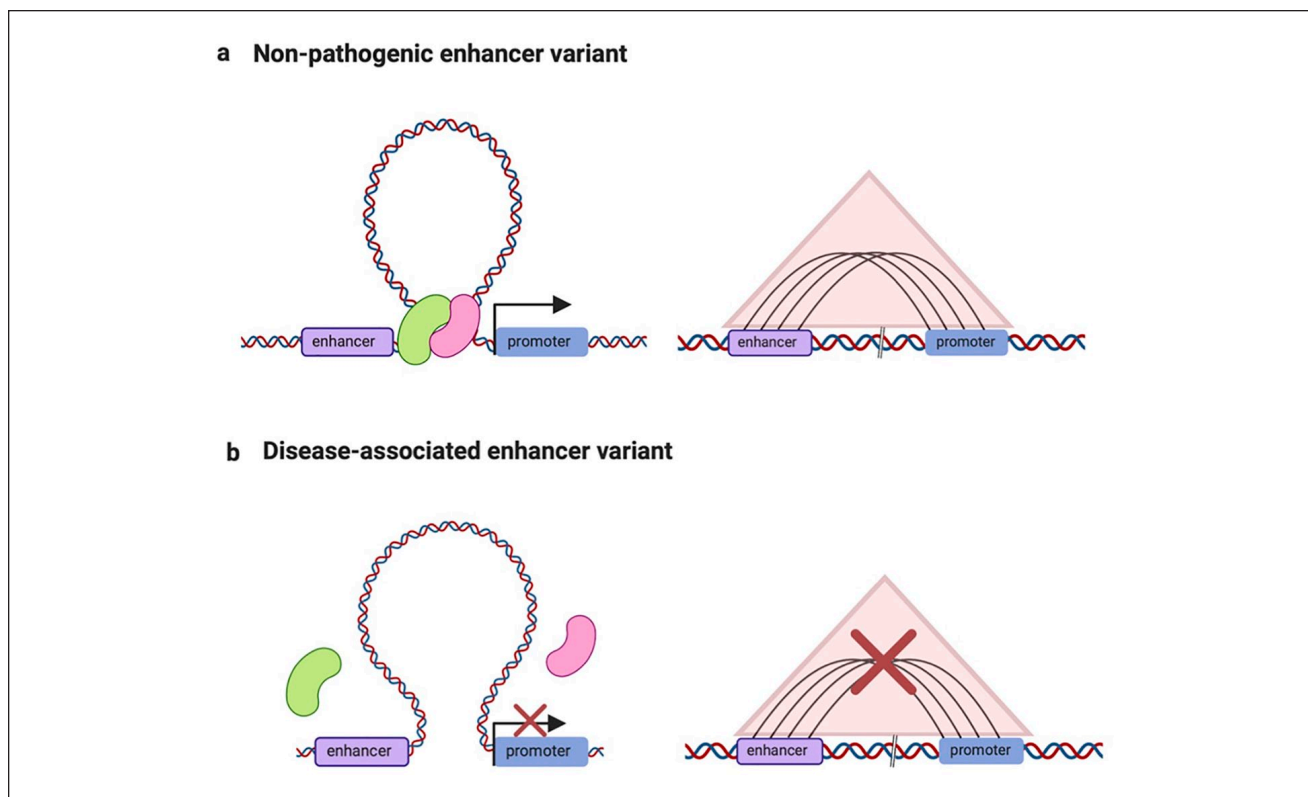 a Non-pathogenic enhancer variant
enhancer promoter enhancer promoter
b Disease-associated enhancer variant
enhancer promoter enhancer promoter